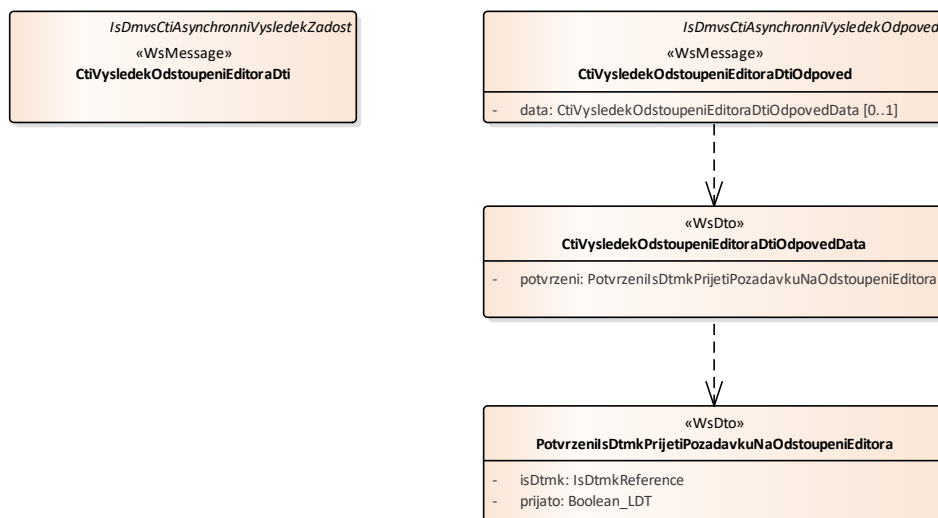 IsDmvsCtiAsynchronniVysledekZadost
«WsMessage»
CtiVysledekOdstoupeniEditoraDti
IsDmvsCtiAsynchronniVysledekOdpoved
«WsMessage»
CtiVysledekOdstoupeniEditoraDtiOdpoved
- data: CtiVysledekOdstoupeniEditoraDtiOdpovedData [0..1]
«WsDto»
CtiVysledekOdstoupeniEditoraDtiOdpovedData
- potvrzeni: PotvrzeniIsDtmkPrijetiPozadavkuNaOdstoupeniEditora
«WsDto»
PotvrzeniIsDtmkPrijetiPozadavkuNaOdstoupeniEditora
- isDtmk: IsDtmkReference
- prijato: Boolean_LDT